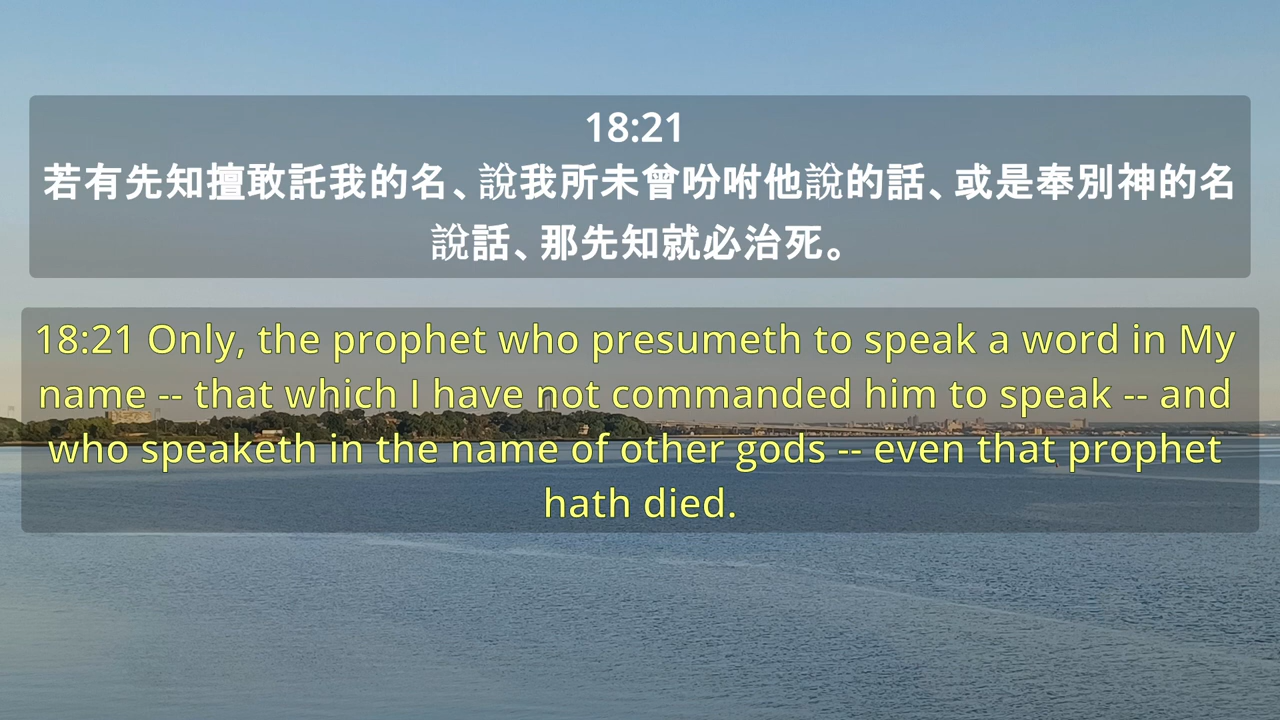 18:21
若有先知擅敢託我的名、說我所未曾吩咐他說的話、或是奉別神的名
說話、那先知就必治死。
18:21 Only, the prophet who presumeth to speak a word in My
name -- that which I have not commanded him to speak -- and
who speaketh in the name of other gods -- even that prophet
hath died.